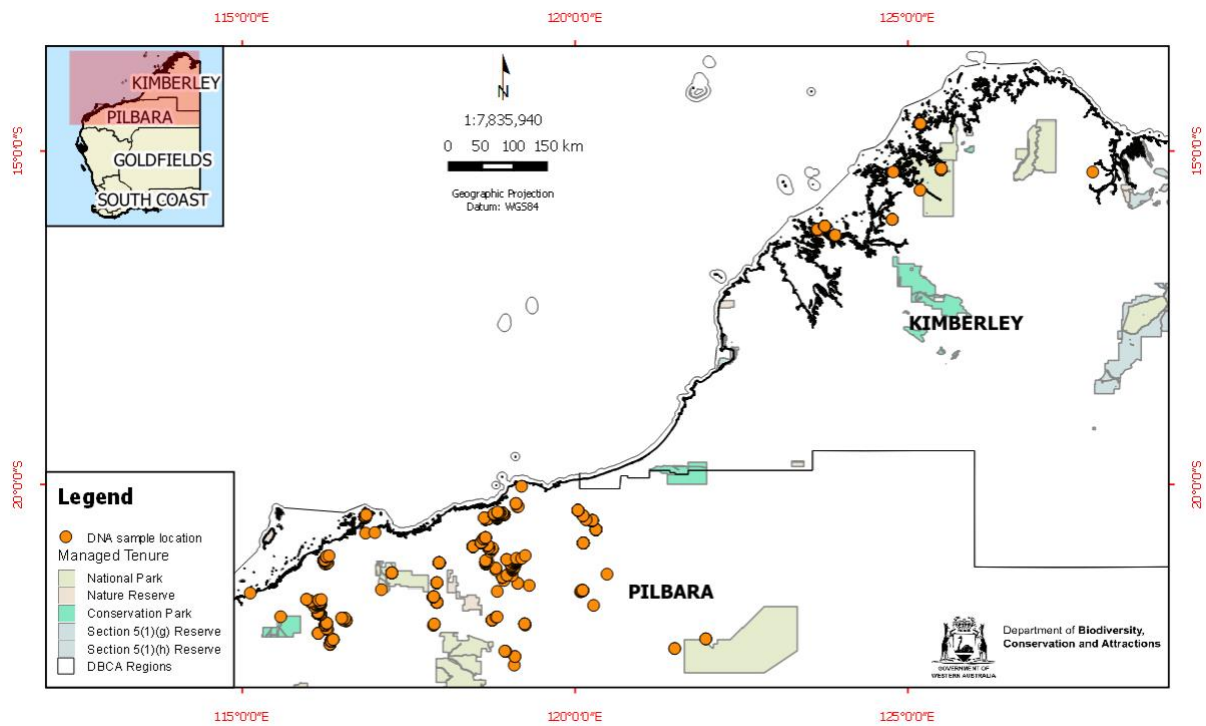 115°0'0"E
120°0'0"E
125°0'0"E
KIMBERLEY
PILBARA
GOLDFIELDS
SOUTH COAST
N
1:7,835,940
0 50 100 150 km
Geographic Projection
Datum: WGS84
15°0'0"S
15°0'0"S
KIMBERLEY
20°0'0"S
20°0'0"S
PILBARA
Legend
DNA sample location
Managed Tenure
National Park
Nature Reserve
Conservation Park
Section 5(1)(g) Reserve
Section 5(1)(h) Reserve
DBCA Regions
GOVERNMENT OF
WESTERN AUSTRALIA
Department of Biodiversity,
Conservation and Attractions
115°0'0"E
120°0'0"E
125°0'0"E